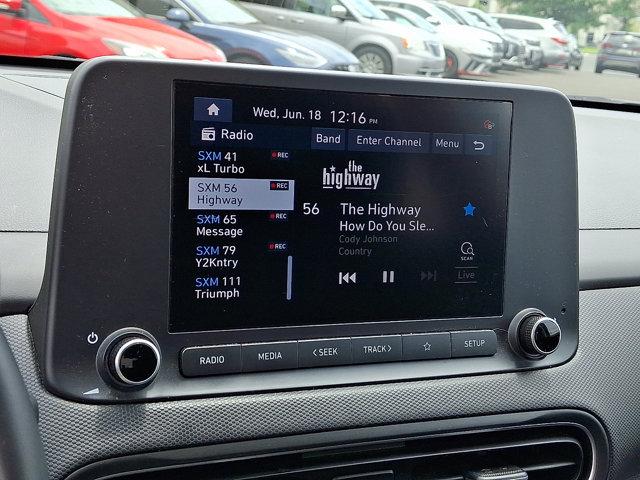 Wed, Jun. 18 12:16 PM
Radio Band Enter Channel Menu
SXM 41 REC
xL Turbo
SXM 56 REC
Highway
SXM 65 REC
Message
SXM 79 REC
Y2Kntry
SXM 111
Triumph
the highway
56 The Highway
How Do You Sle...
Cody Johnson
Country
SCAN
Live
RADIO MEDIA < SEEK TRACK > SETUP